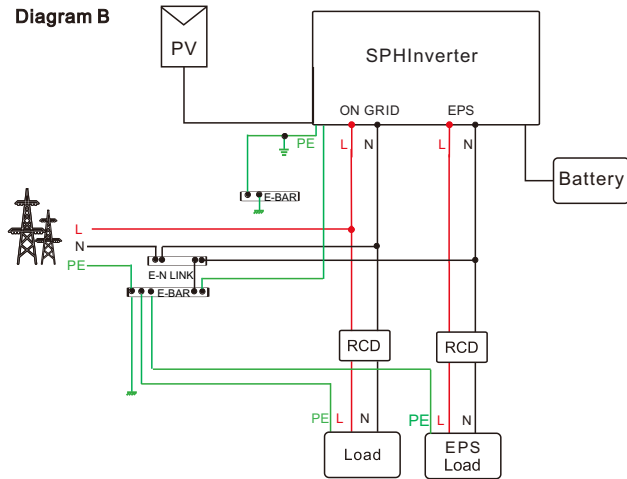 Diagram B
PV
SPHInverter
ON GRID
EPS
PE
L
N
L
N
Battery
E-BAR
L
N
PE
E-N LINK
E-BAR
RCD
RCD
PE
L
N
PE
L
N
Load
EPS
Load